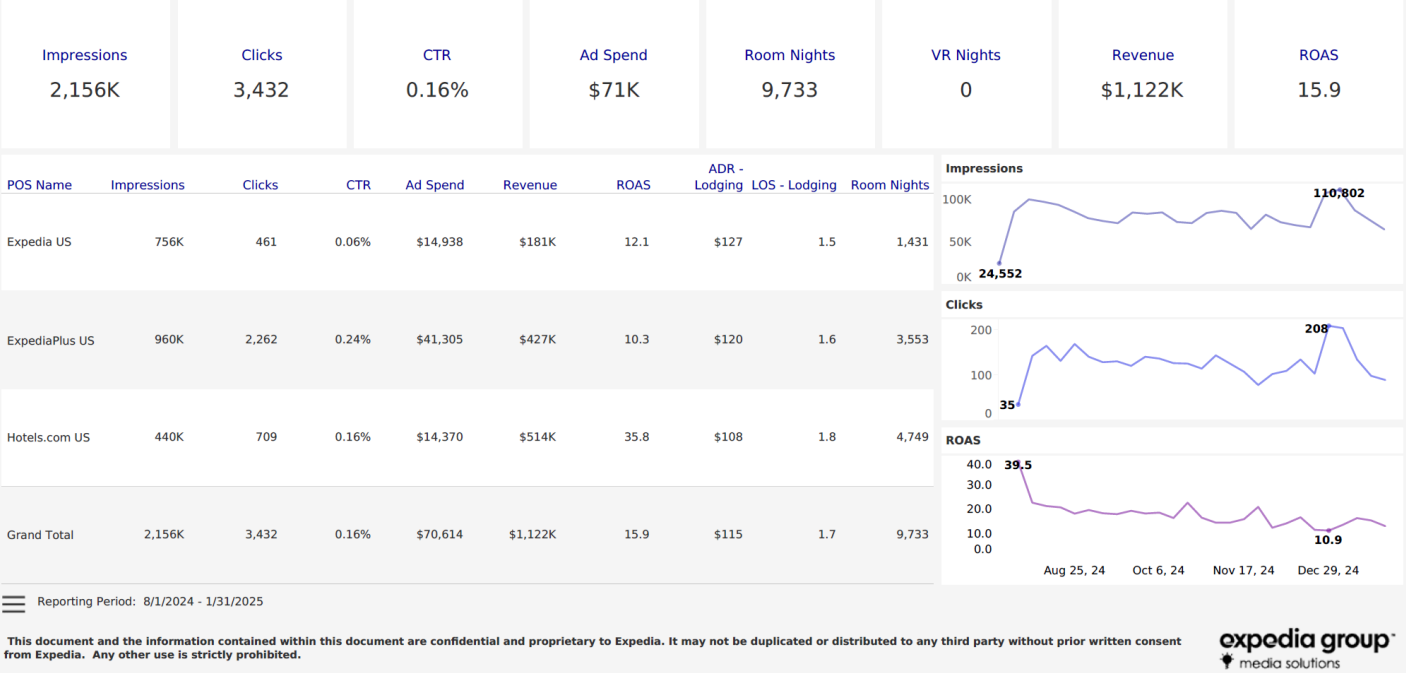 Impressions Clicks CTR Ad Spend Room Nights VR Nights Revenue ROAS
2,156K 3,432 0.16% $71K 9,733 0 $1,122K 15.9
POS Name Impressions Clicks CTR Ad Spend Revenue ROAS ADR - Lodging LOS - Lodging Room Nights
Expedia US 756K 461 0.06% $14,938 $181K 12.1 $127 1.5 1,431
ExpediaPlus US 960K 2,262 0.24% $41,305 $427K 10.3 $120 1.6 3,553
Hotels.com US 440K 709 0.16% $14,370 $514K 35.8 $108 1.8 4,749
Grand Total 2,156K 3,432 0.16% $70,614 $1,122K 15.9 $115 1.7 9,733
Impressions
110,802
100K
50K
0K 24,552
Clicks
200 208
100
35
0
ROAS
40.0 39.5
30.0
20.0
10.0 10.9
0.0
Aug 25, 24 Oct 6, 24 Nov 17, 24 Dec 29, 24
Reporting Period: 8/1/2024 - 1/31/2025
This document and the information contained within this document are confidential and proprietary to Expedia. It may not be duplicated or distributed to any third party without prior written consent
from Expedia. Any other use is strictly prohibited.
expedia group™
media solutions